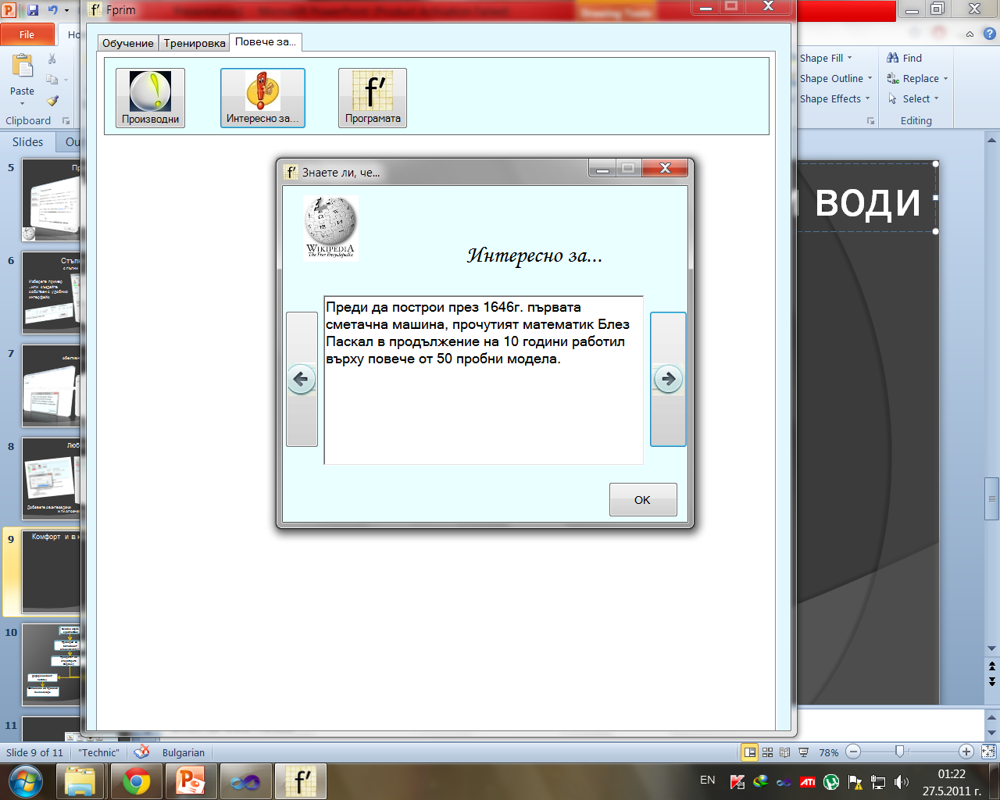 Fprim
File
Paste
Clipboard
Обучение
Тренировка
Повече за...
Производни
Интересно за...
Програмата
Shape Fill
Shape Outline
Shape Effects
Find
Replace
Select
Editing
Slides
5
6
7
8
9
10
11
Комфорт и в н
води
Знаете ли, че...
WIKIPEDIA
The Free Encyclopedia
Интересно за...
Преди да построи през 1646г. първата
сметачна машина, прочутият математик Блез
Паскал в продължение на 10 години работил
върху повече от 50 пробни модела.
OK
Slide 9 of 11
"Technic"
Bulgarian
78%
EN
ATI
01:22
27.5.2011 г.